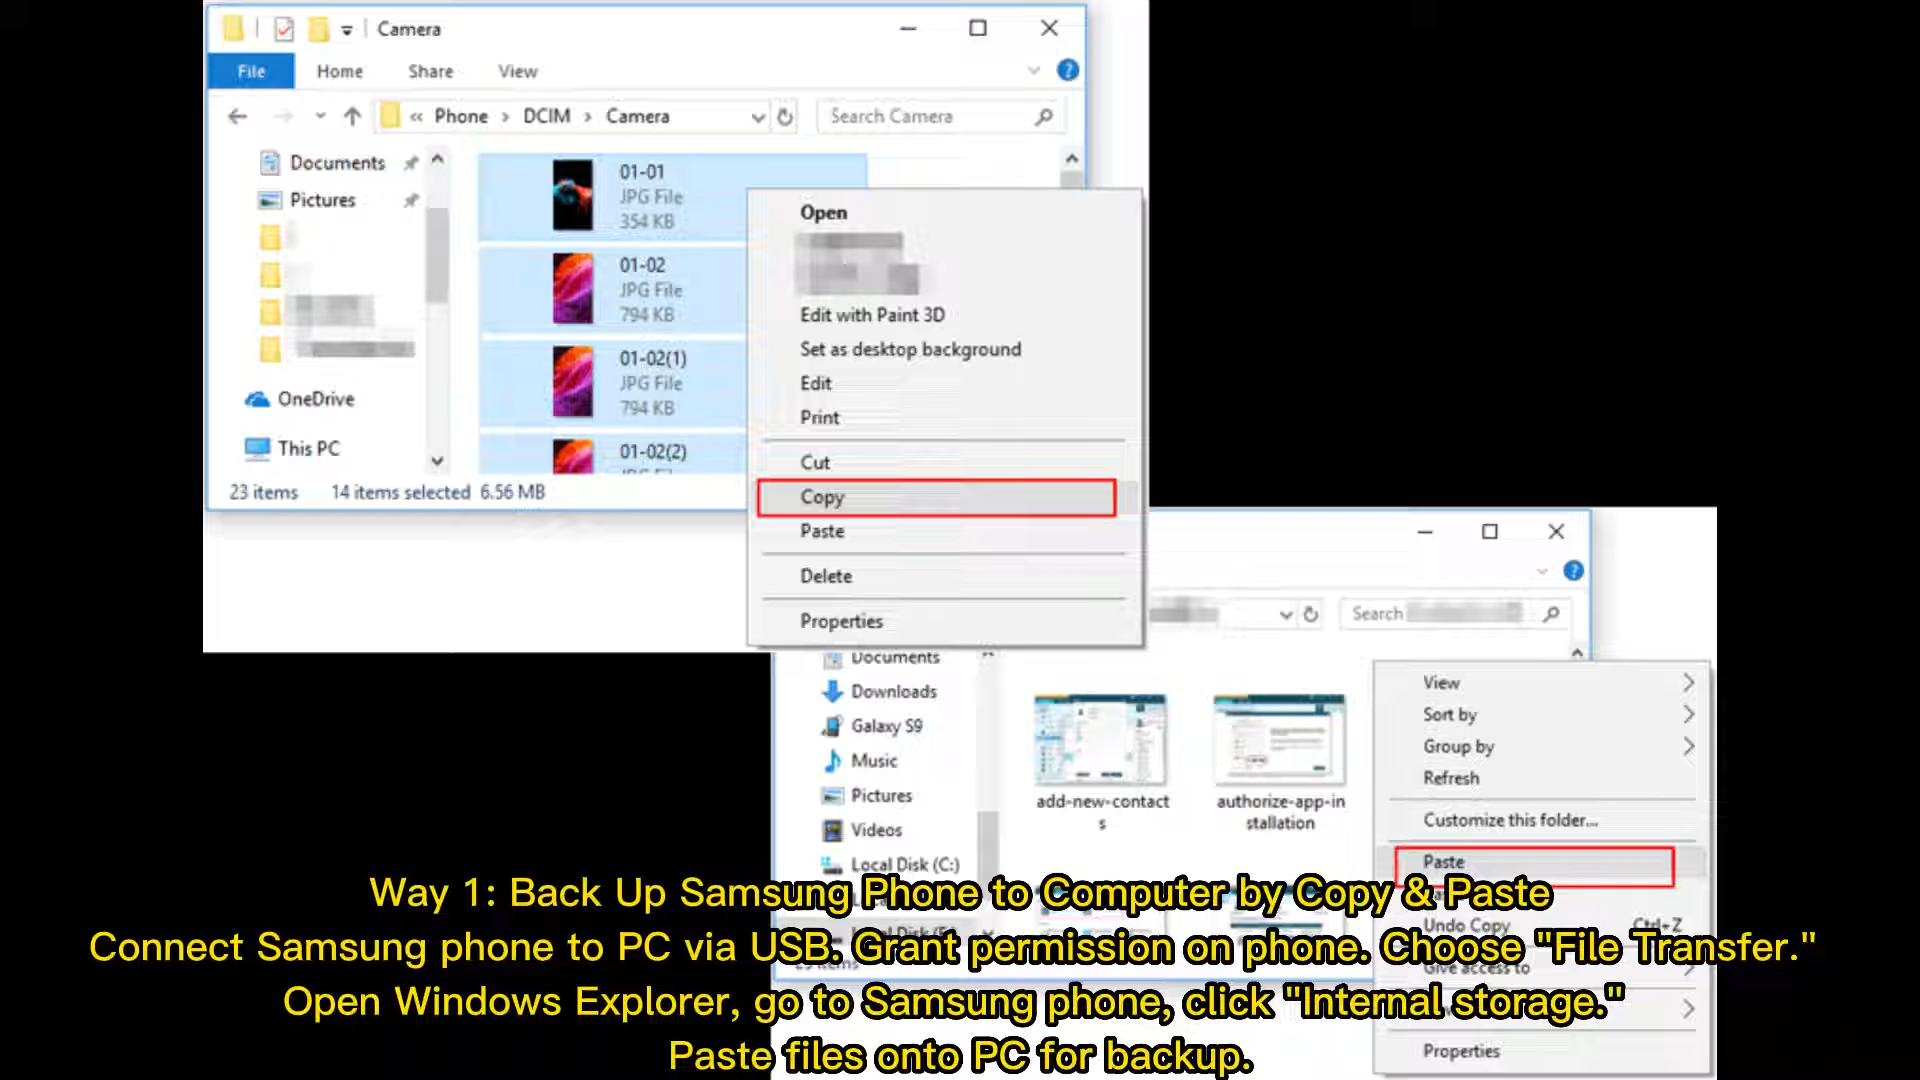 Camera
File Home Share View
« Phone > DCIM > Camera
Search Camera
Documents
Pictures
OneDrive
This PC
01-01
JPG File
354 KB
01-02
JPG File
794 KB
01-02(1)
JPG File
794 KB
01-02(2)
23 items 14 items selected 6.56 MB
Open
Edit with Paint 3D
Set as desktop background
Edit
Print
Cut
Copy
Paste
Delete
Properties
Search
Documents
Downloads
Galaxy S9
Music
Pictures
Videos
Local Disk (C:)
add-new-contact
s
authorize-app-in
stallation
View
Sort by
Group by
Refresh
Customize this folder...
Paste
Undo Copy Ctrl+Z
Give access to
Properties
Way 1: Back Up Samsung Phone to Computer by Copy & Paste
Connect Samsung phone to PC via USB. Grant permission on phone. Choose "File Transfer."
Open Windows Explorer, go to Samsung phone, click "Internal storage."
Paste files onto PC for backup.